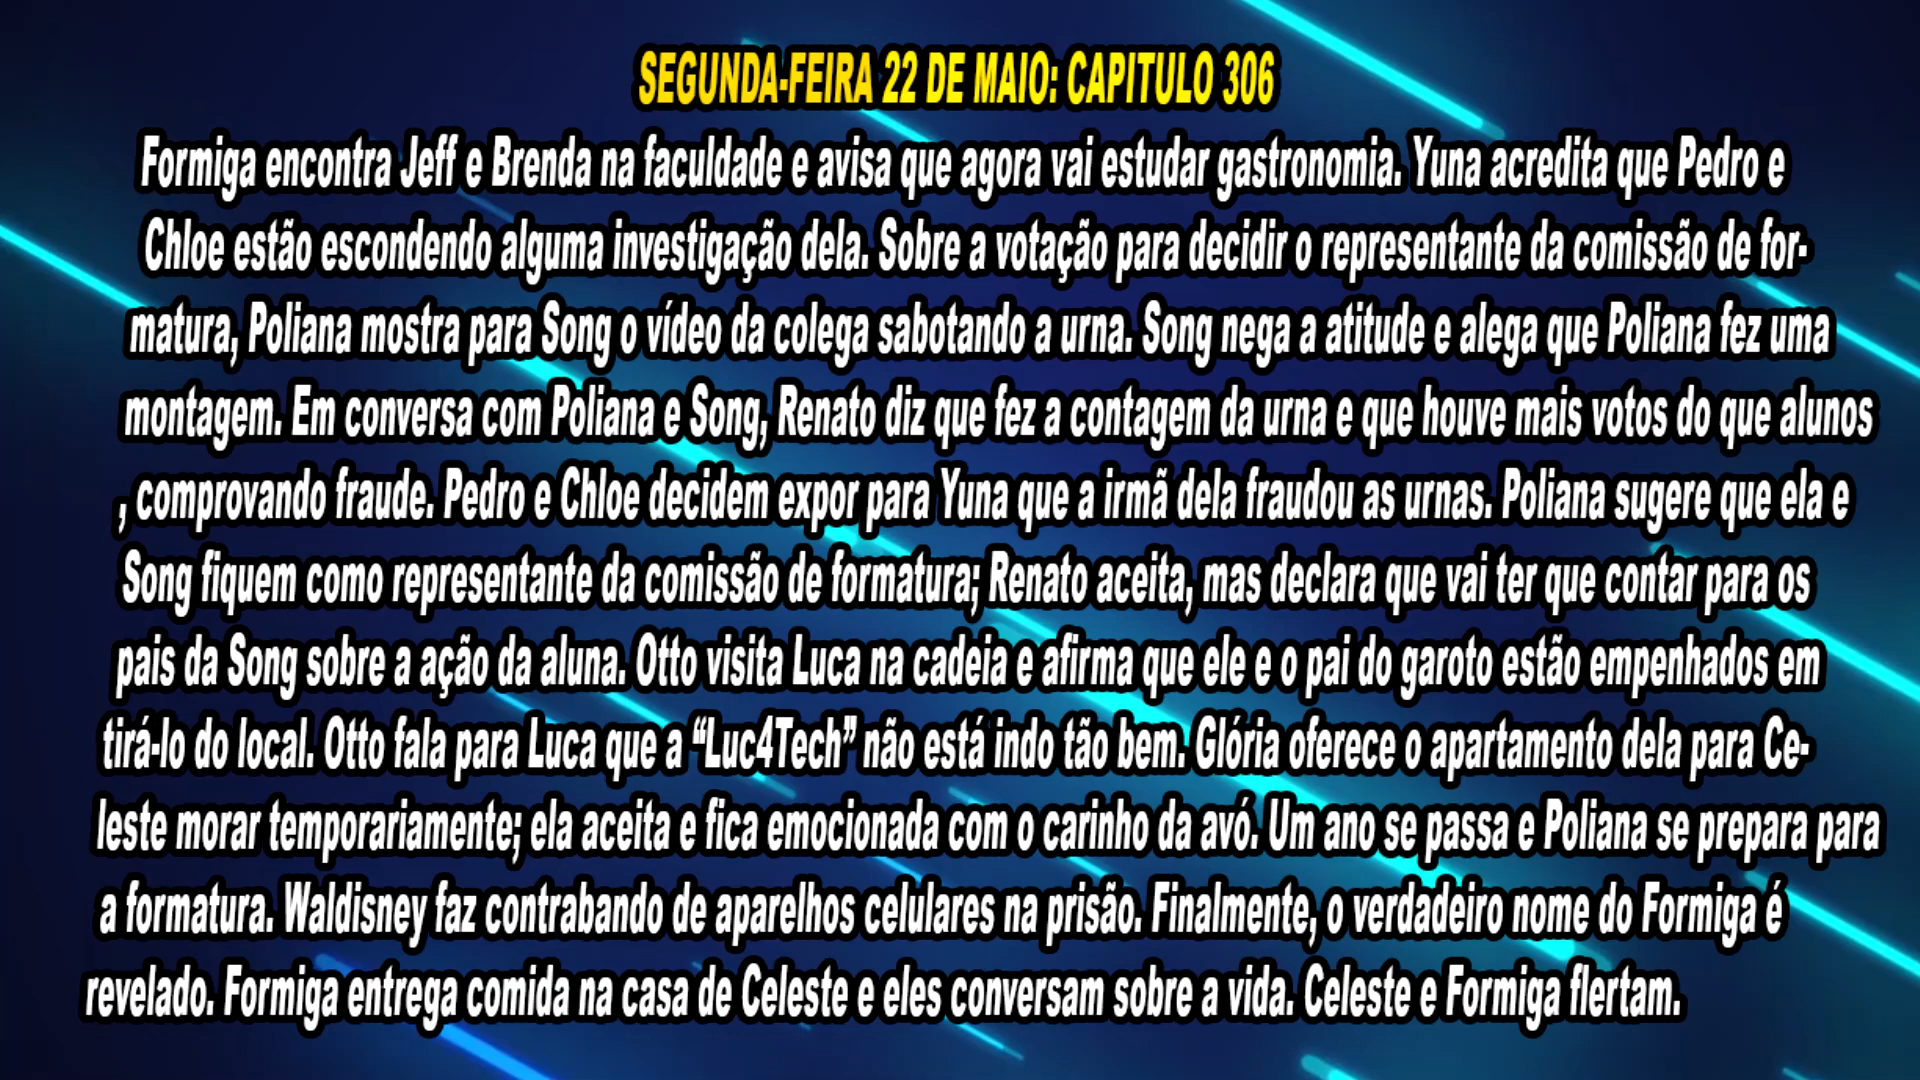 SEGUNDA-FEIRA 22 DE MAIO: CAPITULO 306
Formiga encontra Jeff e Brenda na faculdade e avisa que agora vai estudar gastronomia. Yuna acredita que Pedro e
Chloe estão escondendo alguma investigação dela. Sobre a votação para decidir o representante da comissão de for-
matura, Poliana mostra para Song o vídeo da colega sabotando a urna. Song nega a atitude e alega que Poliana fez uma
montagem. Em conversa com Poliana e Song, Renato diz que fez a contagem da urna e que houve mais votos do que alunos
, comprovando fraude. Pedro e Chloe decidem expor para Yuna que a irmã dela fraudou as urnas. Poliana sugere que ela e
Song fiquem como representante da comissão de formatura; Renato aceita, mas declara que vai ter que contar para os
pais da Song sobre a ação da aluna. Otto visita Luca na cadeia e afirma que ele e o pai do garoto estão empenhados em
tirá-lo do local. Otto fala para Luca que a “Luc4Tech” não está indo tão bem. Glória oferece o apartamento dela para Ce-
leste morar temporariamente; ela aceita e fica emocionada com o carinho da avó. Um ano se passa e Poliana se prepara para
a formatura. Waldisney faz contrabando de aparelhos celulares na prisão. Finalmente, o verdadeiro nome do Formiga é
revelado. Formiga entrega comida na casa de Celeste e eles conversam sobre a vida. Celeste e Formiga flertam.